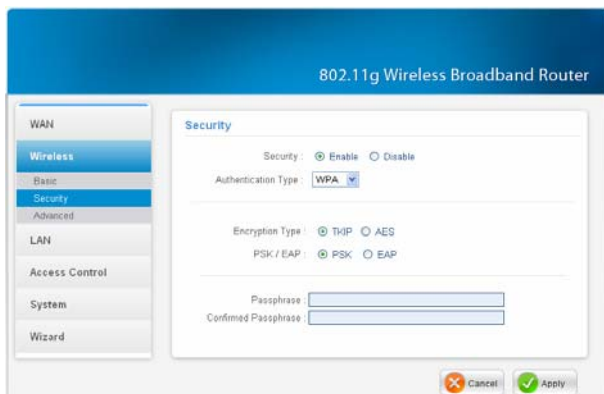 802.11g Wireless Broadband Router
WAN
Wireless
Basic
Security
Advanced
LAN
Access Control
System
Wizard
Security
Security : Enable Disable
Authentication Type : WPA
Encryption Type : TKIP AES
PSK / EAP : PSK EAP
Passphrase :
Confirmed Passphrase :
Cancel Apply